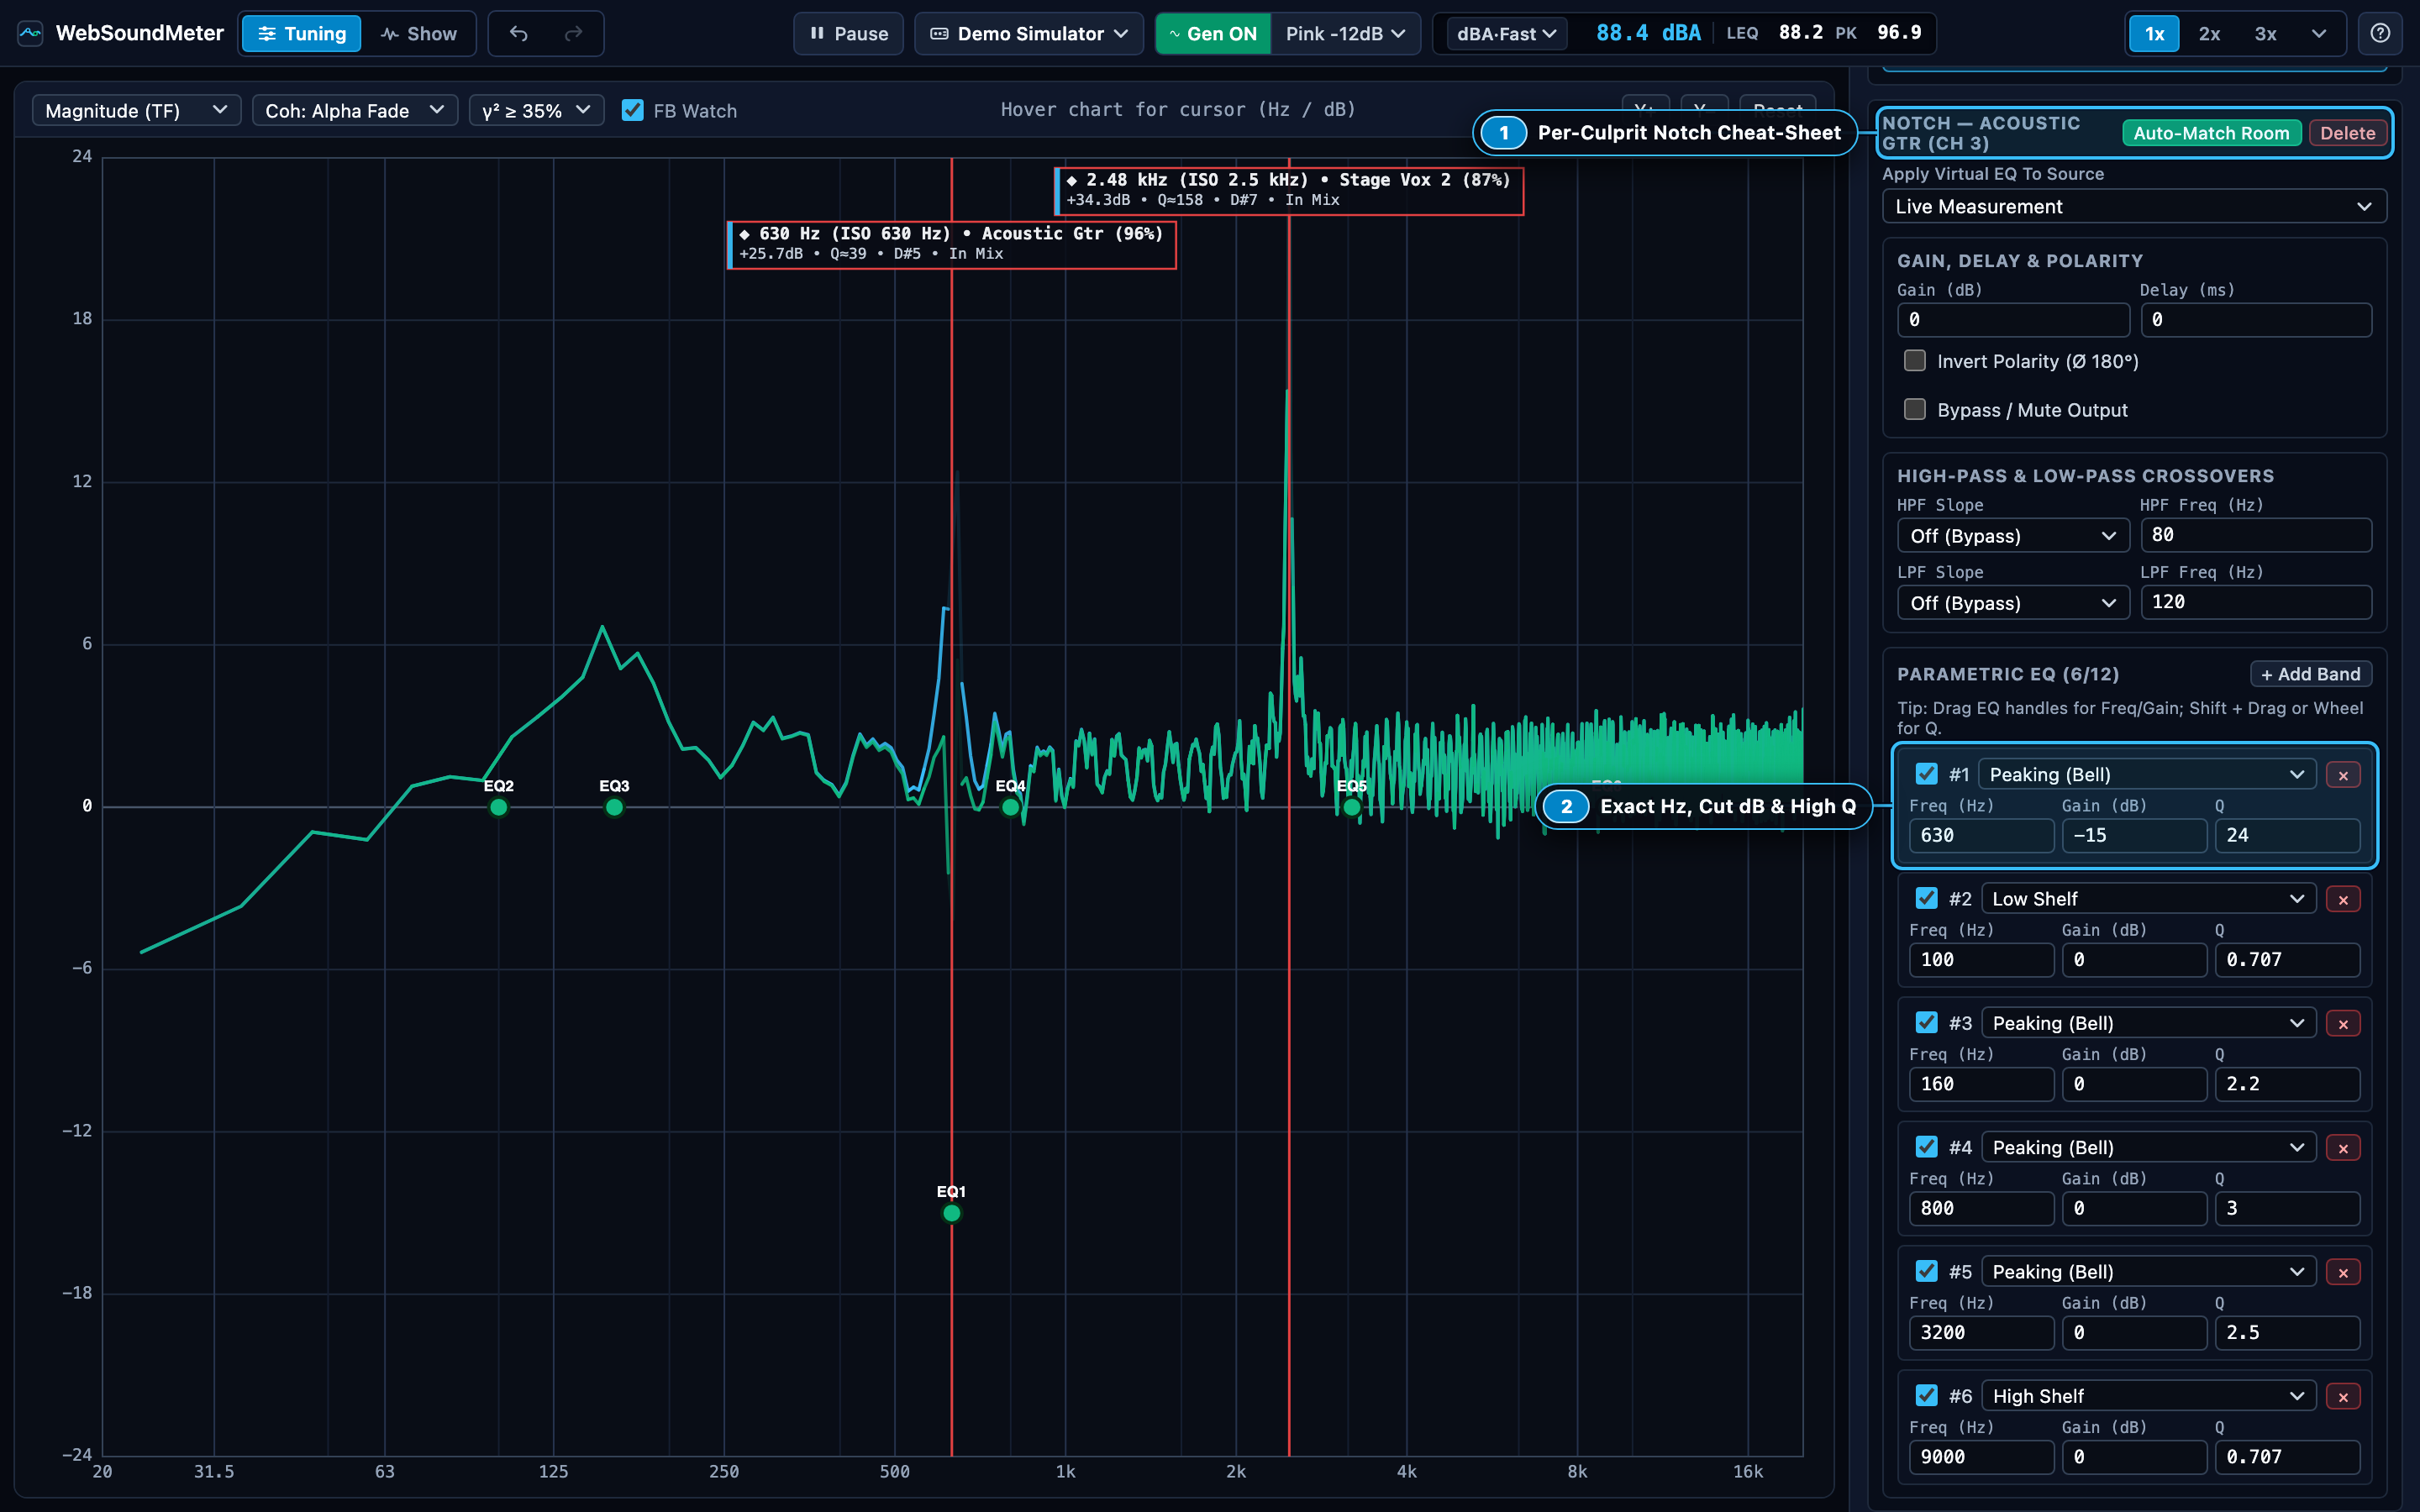 WebSoundMeter
Tuning
Show
Pause
Demo Simulator
~ Gen ON
Pink -12dB
dBA·Fast
88.4 dBA
LEQ 88.2 PK 96.9
1x
2x
3x
Magnitude (TF)
Coh: Alpha Fade
γ² ≥ 35%
FB Watch
Hover chart for cursor (Hz / dB)
Reset
1 Per-Culprit Notch Cheat-Sheet
24
18
12
6
0
−6
−12
−18
−24
◆ 2.48 kHz (ISO 2.5 kHz) • Stage Vox 2 (87%)
+34.3dB • Q≈158 • D#7 • In Mix
◆ 630 Hz (ISO 630 Hz) • Acoustic Gtr (96%)
+25.7dB • Q≈39 • D#5 • In Mix
EQ2
EQ3
EQ4
EQ5
EQ1
2 Exact Hz, Cut dB & High Q
20
31.5
63
125
250
500
1k
2k
4k
8k
16k
NOTCH — ACOUSTIC
GTR (CH 3)
Auto-Match Room
Delete
Apply Virtual EQ To Source
Live Measurement
GAIN, DELAY & POLARITY
Gain (dB)
Delay (ms)
0
0
Invert Polarity (Ø 180°)
Bypass / Mute Output
HIGH-PASS & LOW-PASS CROSSOVERS
HPF Slope
HPF Freq (Hz)
Off (Bypass)
80
LPF Slope
LPF Freq (Hz)
Off (Bypass)
120
PARAMETRIC EQ (6/12)
+ Add Band
Tip: Drag EQ handles for Freq/Gain; Shift + Drag or Wheel
for Q.
#1 Peaking (Bell) ×
Freq (Hz) Gain (dB) Q
630 −15 24
#2 Low Shelf ×
Freq (Hz) Gain (dB) Q
100 0 0.707
#3 Peaking (Bell) ×
Freq (Hz) Gain (dB) Q
160 0 2.2
#4 Peaking (Bell) ×
Freq (Hz) Gain (dB) Q
800 0 3
#5 Peaking (Bell) ×
Freq (Hz) Gain (dB) Q
3200 0 2.5
#6 High Shelf ×
Freq (Hz) Gain (dB) Q
9000 0 0.707